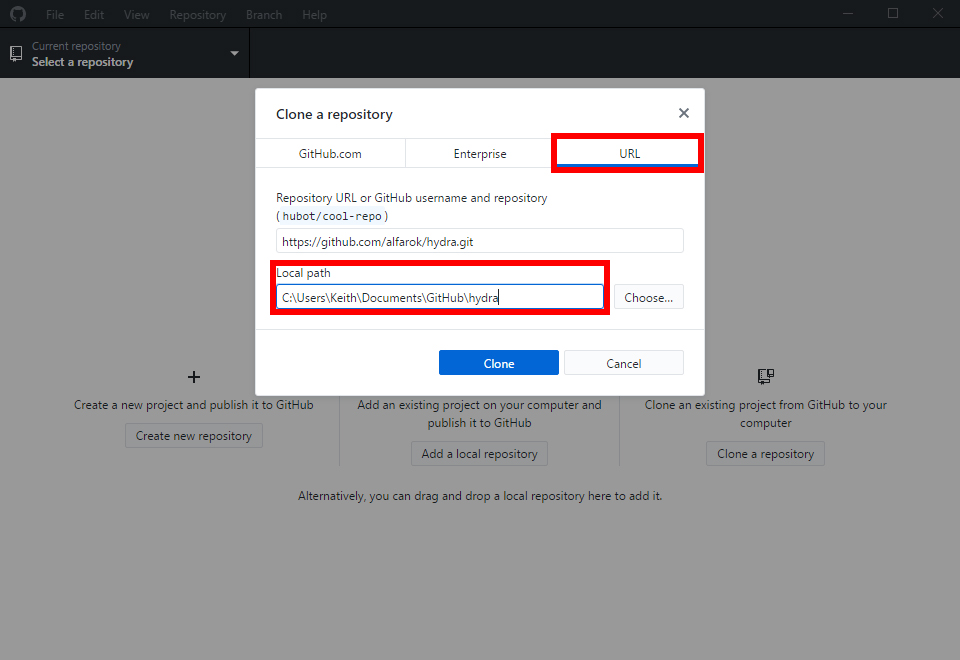 File Edit View Repository Branch Help
Current repository
Select a repository
Clone a repository
GitHub.com Enterprise URL
Repository URL or GitHub username and repository
(hubot/cool-repo)
https://github.com/alfarok/hydra.git
Local path
C:\Users\Keith\Documents\GitHub\hydra
Choose...
Clone Cancel
Create a new project and publish it to GitHub
Create new repository
Add an existing project on your computer and
publish it to GitHub
Add a local repository
Clone an existing project from GitHub to your
computer
Clone a repository
Alternatively, you can drag and drop a local repository here to add it.